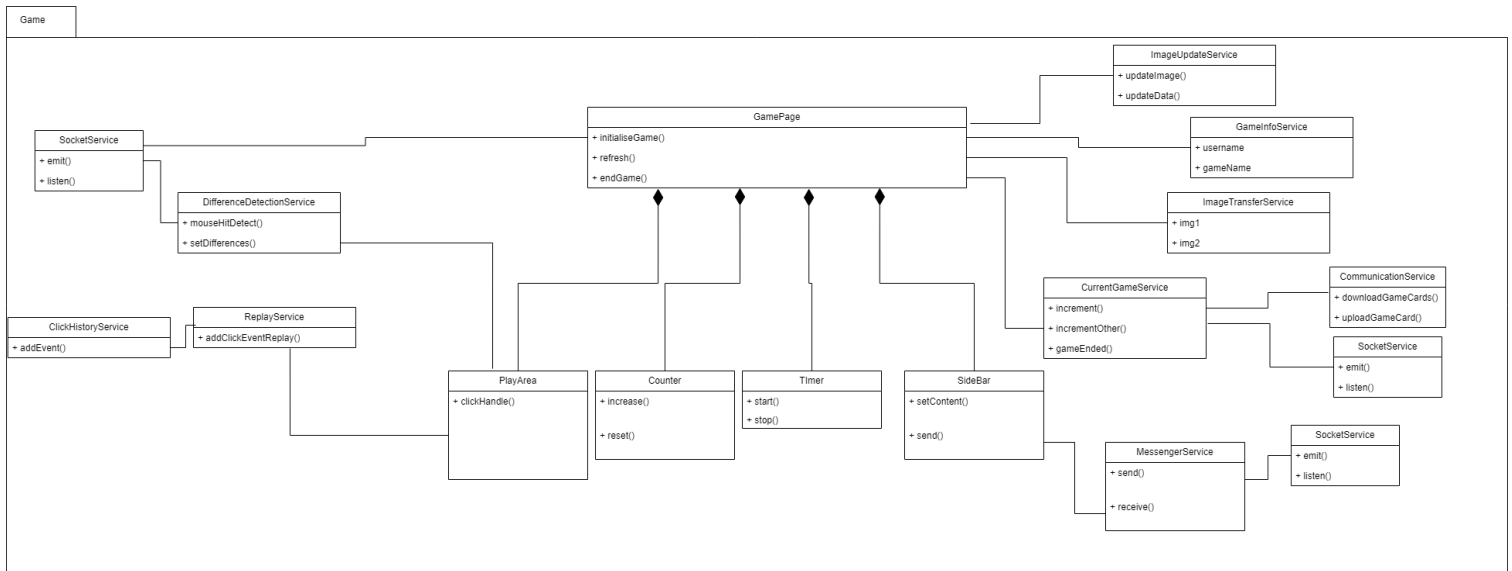 Game
ImageUpdateService
+ updateImage()
+ updateData()
GamePage
+ initialiseGame()
+ refresh()
+ endGame()
GameInfoService
+ username
+ gameName
SocketService
+ emit()
+ listen()
DifferenceDetectionService
+ mouseHitDetect()
+ setDifferences()
ImageTransferService
+ img1
+ img2
CurrentGameService
+ increment()
+ incrementOther()
+ gameEnded()
CommunicationService
+ downloadGameCards()
+ uploadGameCard()
ClickHistoryService
+ addEvent()
ReplayService
+ addClickEventReplay()
SocketService
+ emit()
+ listen()
PlayArea
+ clickHandle()
Counter
+ increase()
+ reset()
TImer
+ start()
+ stop()
SideBar
+ setContent()
+ send()
MessengerService
+ send()
+ receive()
SocketService
+ emit()
+ listen()